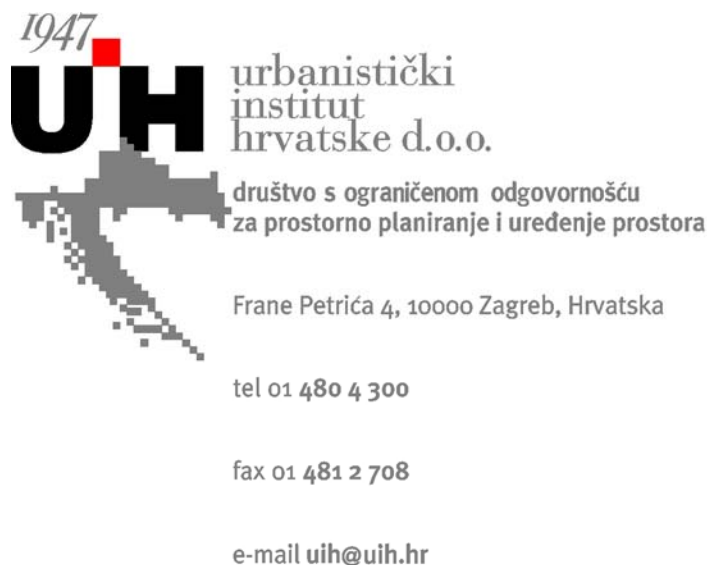 1947
UiH
urbanistički
institut
hrvatske d.o.o.
društvo s ograničenom odgovornošću
za prostorno planiranje i uređenje prostora
Frane Petrića 4, 10000 Zagreb, Hrvatska
tel 01 480 4 300
fax 01 481 2 708
e-mail uih@uih.hr